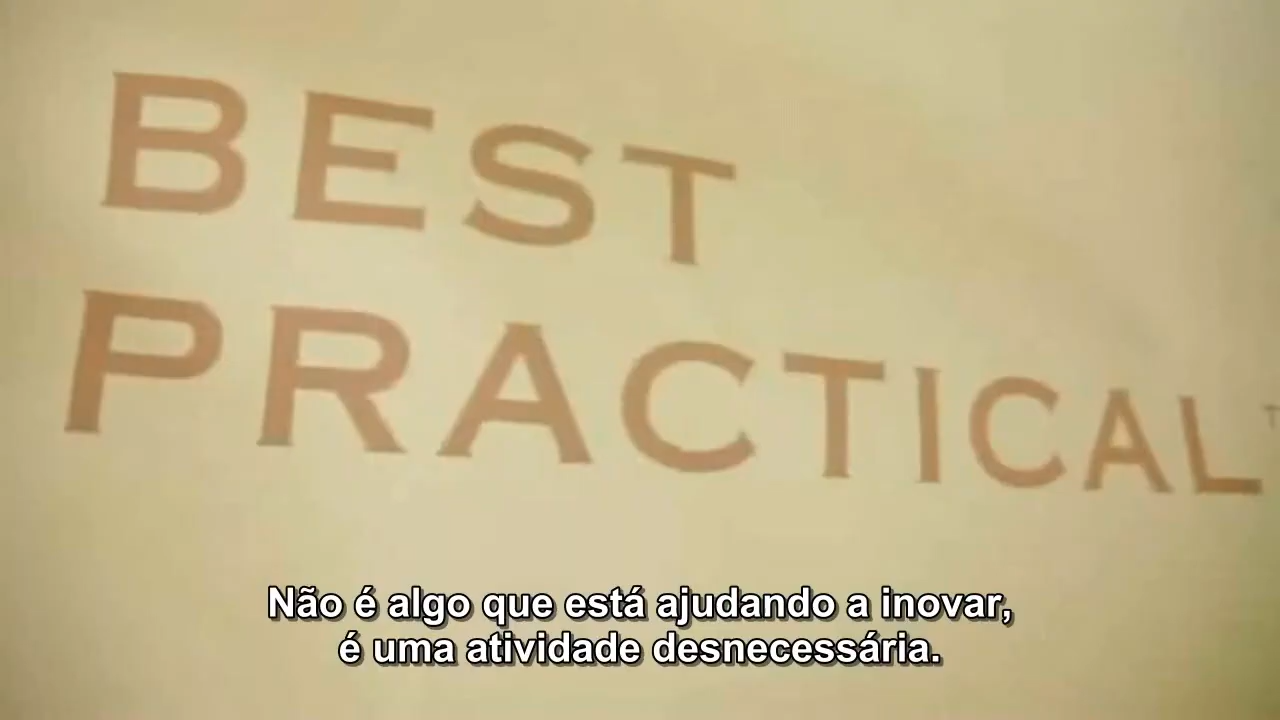 BEST
PRACTICAL
Não é algo que está ajudando a inovar,
é uma atividade desnecessária.